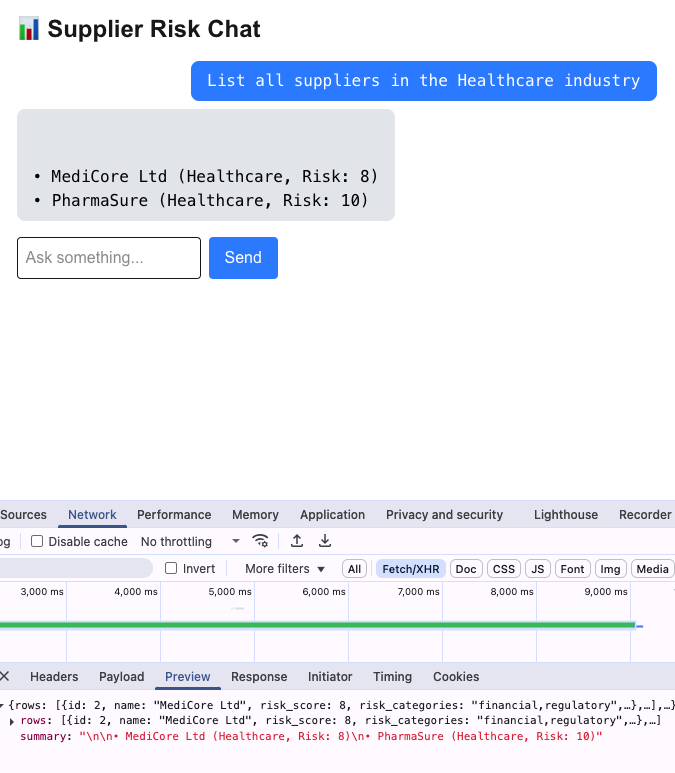 📊 Supplier Risk Chat
List all suppliers in the Healthcare industry
• MediCore Ltd (Healthcare, Risk: 8)
• PharmaSure (Healthcare, Risk: 10)
Ask something... Send
Sources Network Performance Memory Application Privacy and security Lighthouse Recorder
og Disable cache No throttling
Invert More filters All Fetch/XHR Doc CSS JS Font Img Media
3,000 ms 4,000 ms 5,000 ms 6,000 ms 7,000 ms 8,000 ms 9,000 ms
Headers Payload Preview Response Initiator Timing Cookies
{rows: [{id: 2, name: "MediCore Ltd", risk_score: 8, risk_categories: "financial,regulatory",…},…],…}
rows: [{id: 2, name: "MediCore Ltd", risk_score: 8, risk_categories: "financial,regulatory",…},…]
summary: "\n\n• MediCore Ltd (Healthcare, Risk: 8)\n• PharmaSure (Healthcare, Risk: 10)"